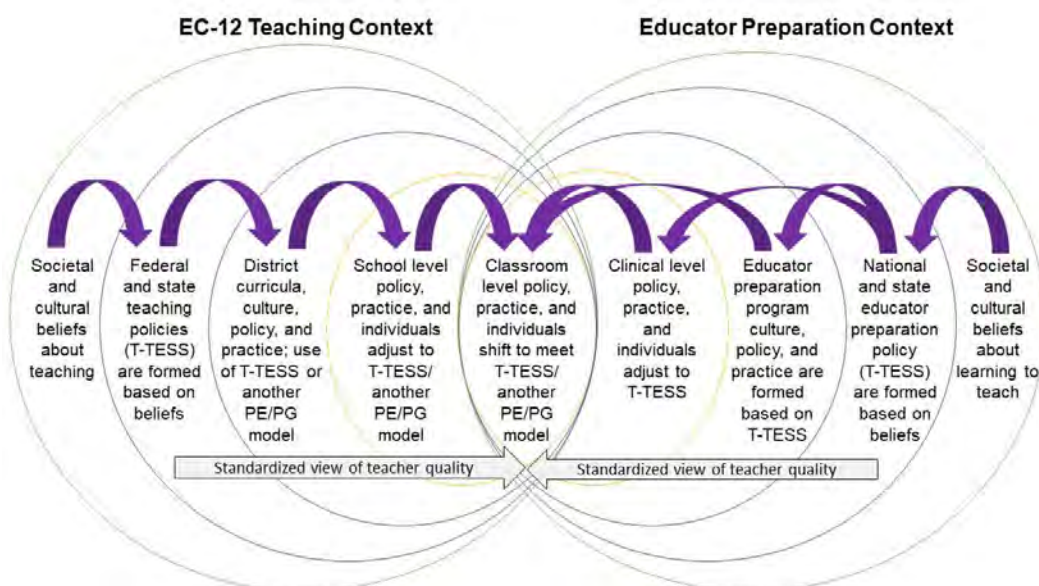 EC-12 Teaching Context
Educator Preparation Context
Societal
and
cultural
beliefs
about
teaching
Federal
and state
teaching
policies
(T-TESS)
are formed
based on
beliefs
District
curricula,
culture,
policy, and
practice; use
of T-TESS or
another
PE/PG
model
School level
policy,
practice, and
individuals
adjust to
T-TESS/
another
PE/PG
model
Classroom
level policy,
practice, and
individuals
shift to meet
T-TESS/
another
PE/PG
model
Clinical level
policy,
practice,
and
individuals
adjust to
T-TESS
Educator
preparation
program
culture,
policy, and
practice are
formed
based on
T-TESS
National
and state
educator
preparation
policy
(T-TESS)
are formed
based on
beliefs
Societal
and
cultural
beliefs
about
learning to
teach
Standardized view of teacher quality
Standardized view of teacher quality